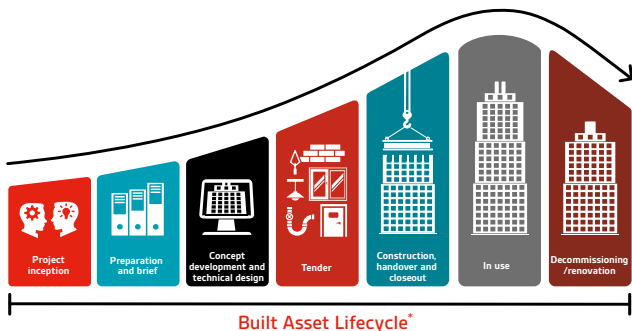 Project
inception
Preparation
and brief
Concept
development and
technical design
Tender
Construction,
handover and
closeout
In use
Decommissioning
/renovation
Built Asset Lifecycle*